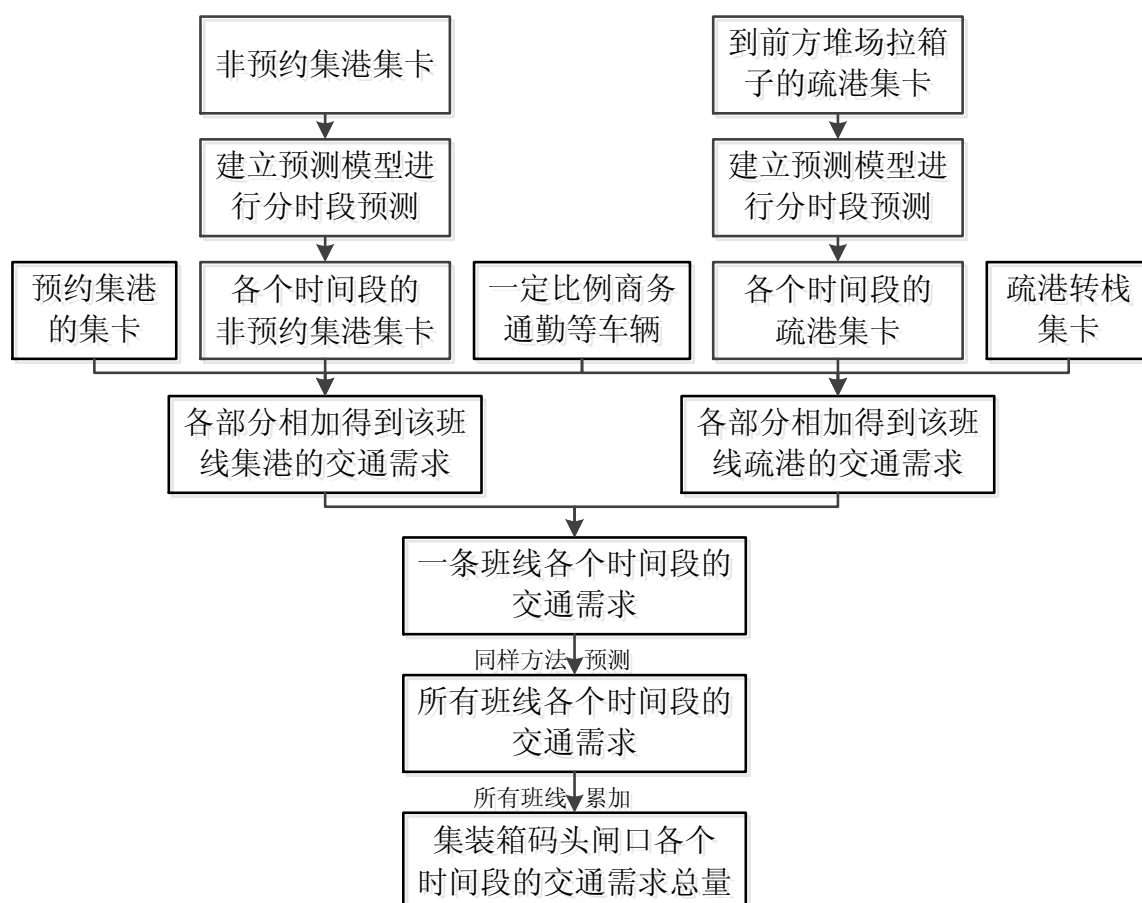 非预约集港集卡
到前方堆场拉箱
子的疏港集卡
建立预测模型进
行分时段预测
建立预测模型进
行分时段预测
预约集港
的集卡
各个时间段的
非预约集港集卡
一定比例商务
通勤等车辆
各个时间段的
疏港集卡
疏港转栈
集卡
各部分相加得到该班
线集港的交通需求
各部分相加得到该班
线疏港的交通需求
一条班线各个时间段的
交通需求
同样方法 预测
所有班线各个时间段的
交通需求
所有班线 累加
集装箱码头闸口各个
时间段的交通需求总量